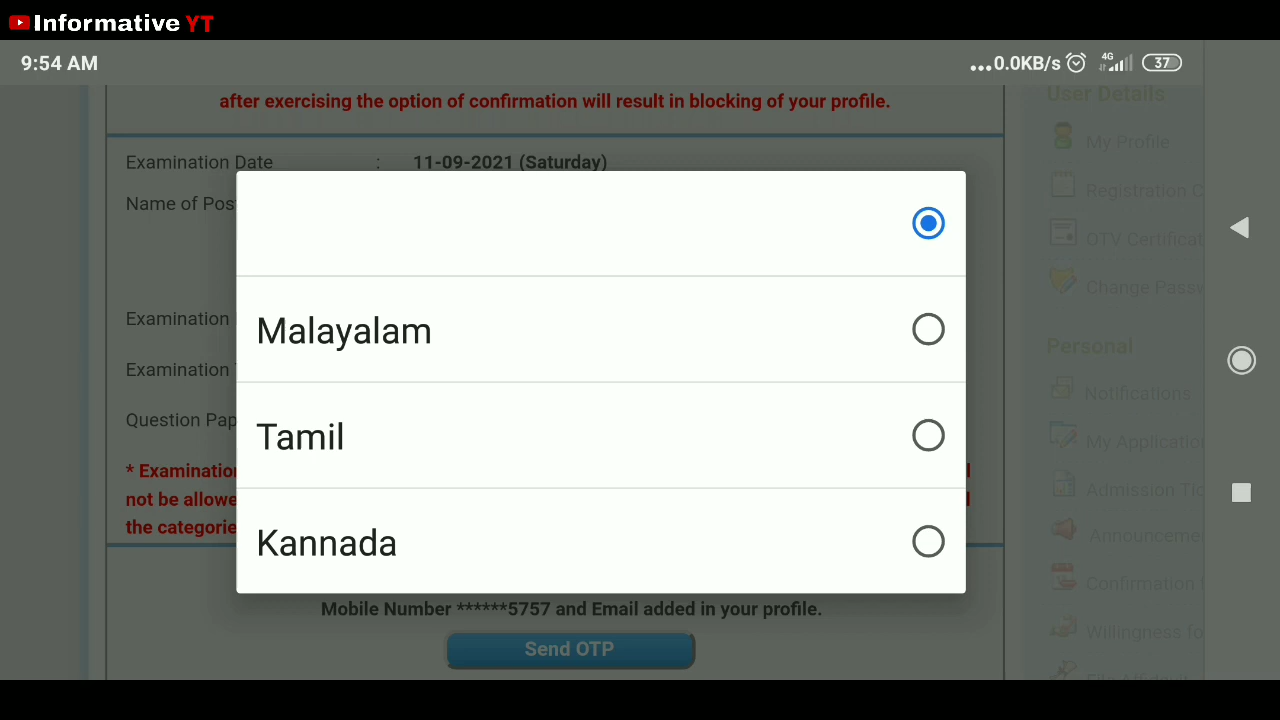 Informative YT
9:54 AM
...0.0KB/s 4G 37
after exercising the option of confirmation will result in blocking of your profile.
Examination Date : 11-09-2021 (Saturday)
Name of Pos
Examination
Examination
Question Pap
* Examination
not be allowe
the categorie
Malayalam
Tamil
Kannada
Mobile Number ******5757 and Email added in your profile.
Send OTP
User Details
My Profile
Registration C
OTV Certificat
Change Passw
Personal
Notifications
My Applicatio
Admission Tic
Announceme
Confirmation
Willingness fo